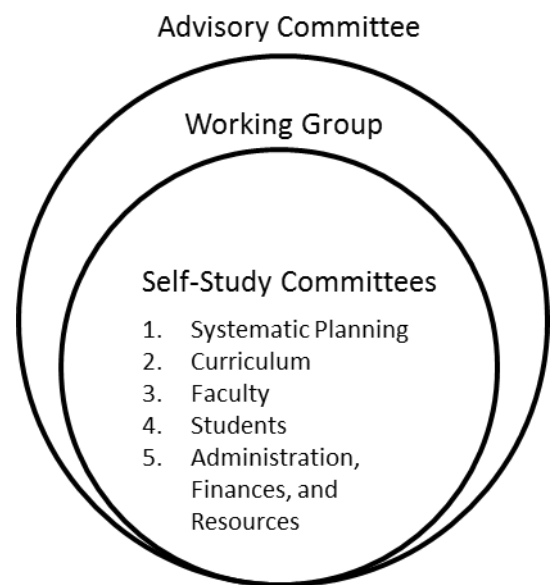 Advisory Committee
Working Group
Self-Study Committees
1. Systematic Planning
2. Curriculum
3. Faculty
4. Students
5. Administration,
Finances, and
Resources